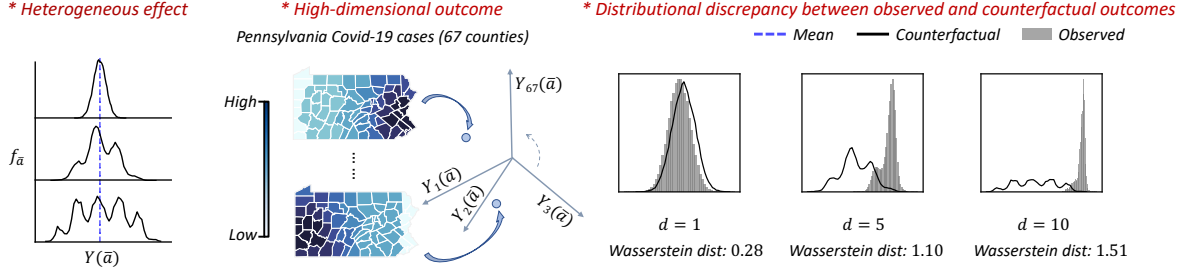 * Heterogeneous effect
f_ā
Y(ā)
* High-dimensional outcome
Pennsylvania Covid-19 cases (67 counties)
High
Low
Y₆₇(ā)
Y₁(ā)
Y₂(ā)
Y₃(ā)
* Distributional discrepancy between observed and counterfactual outcomes
Mean Counterfactual Observed
d = 1
Wasserstein dist: 0.28
d = 5
Wasserstein dist: 1.10
d = 10
Wasserstein dist: 1.51